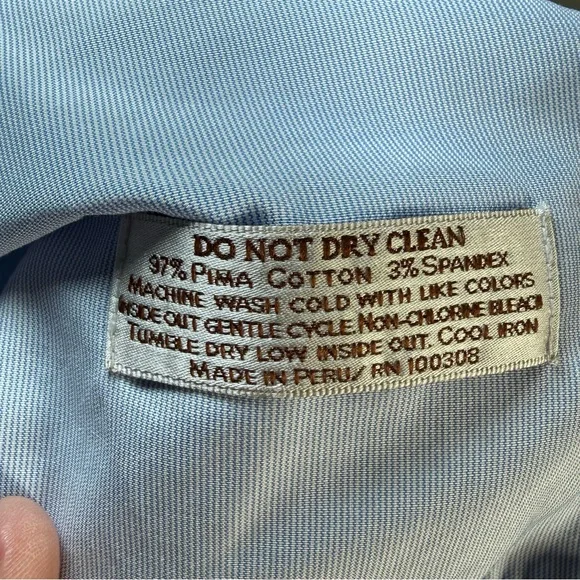 DO NOT DRY CLEAN
97% PIMA COTTON 3% SPANDEX
MACHINE WASH COLD WITH LIKE COLORS
INSIDE OUT GENTLE CYCLE. NON-CHLORINE BLEACH
TUMBLE DRY LOW INSIDE OUT. COOL IRON
MADE IN PERU/ RN 100308